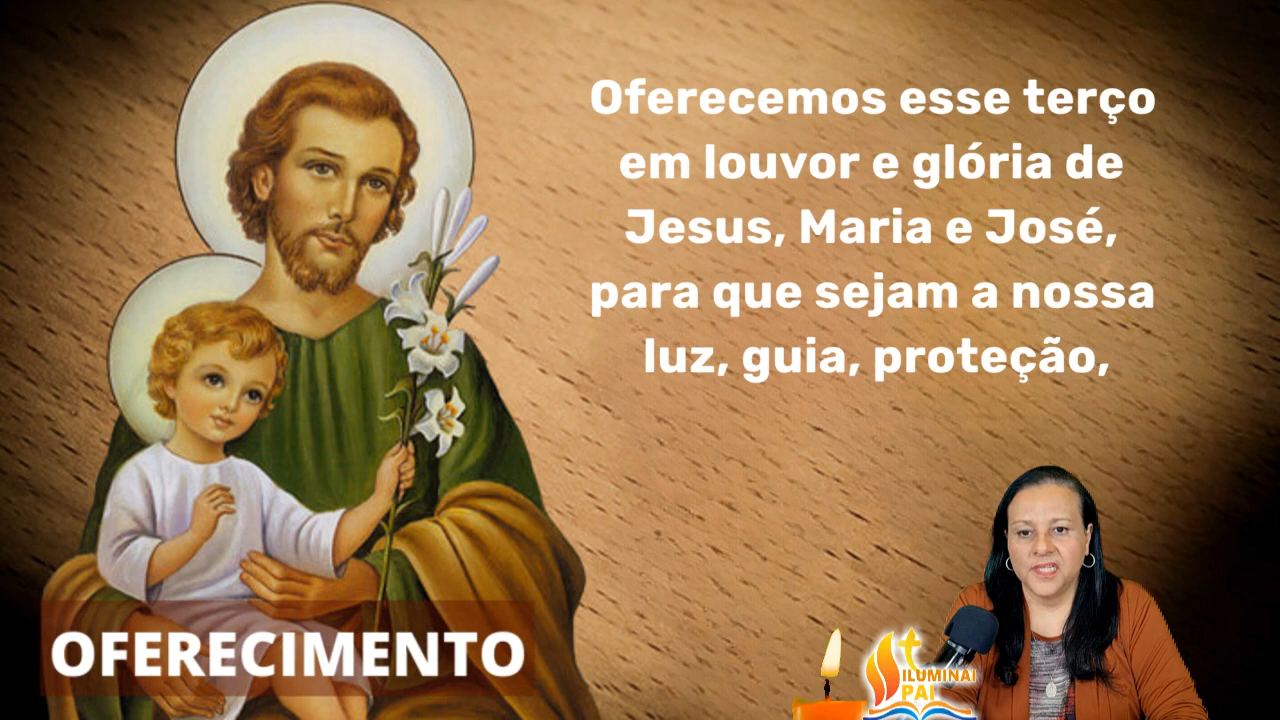 Oferecemos esse terço
em louvor e glória de
Jesus, Maria e José,
para que sejam a nossa
luz, guia, proteção,
OFERECIMENTO
ILUMINAI
PAI